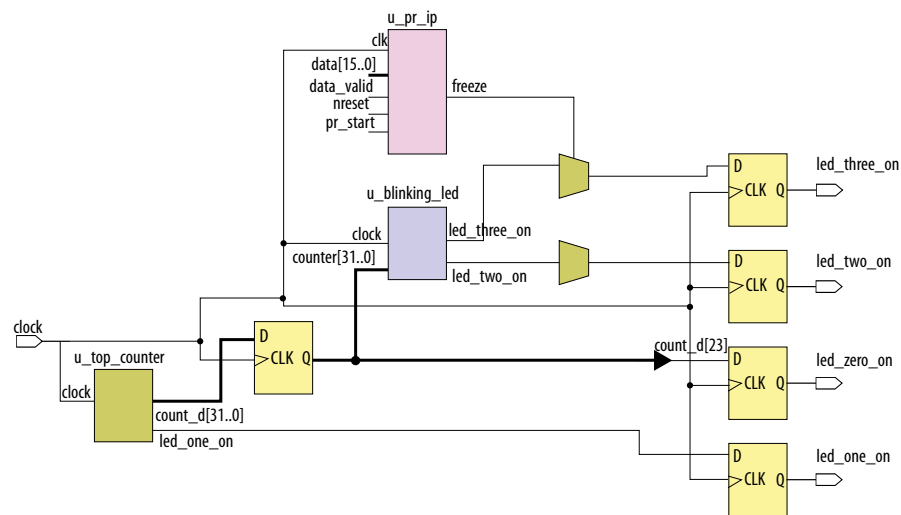 u_pr_ip
clk
data[15..0]
data_valid
nreset
pr_start
freeze
u_blinking_led
clock
counter[31..0]
led_three_on
led_two_on
D
CLK Q
led_three_on
D
CLK Q
led_two_on
clock
u_top_counter
clock
count_d[31..0]
led_one_on
D
CLK Q
count_d[23]
D
CLK Q
led_zero_on
D
CLK Q
led_one_on